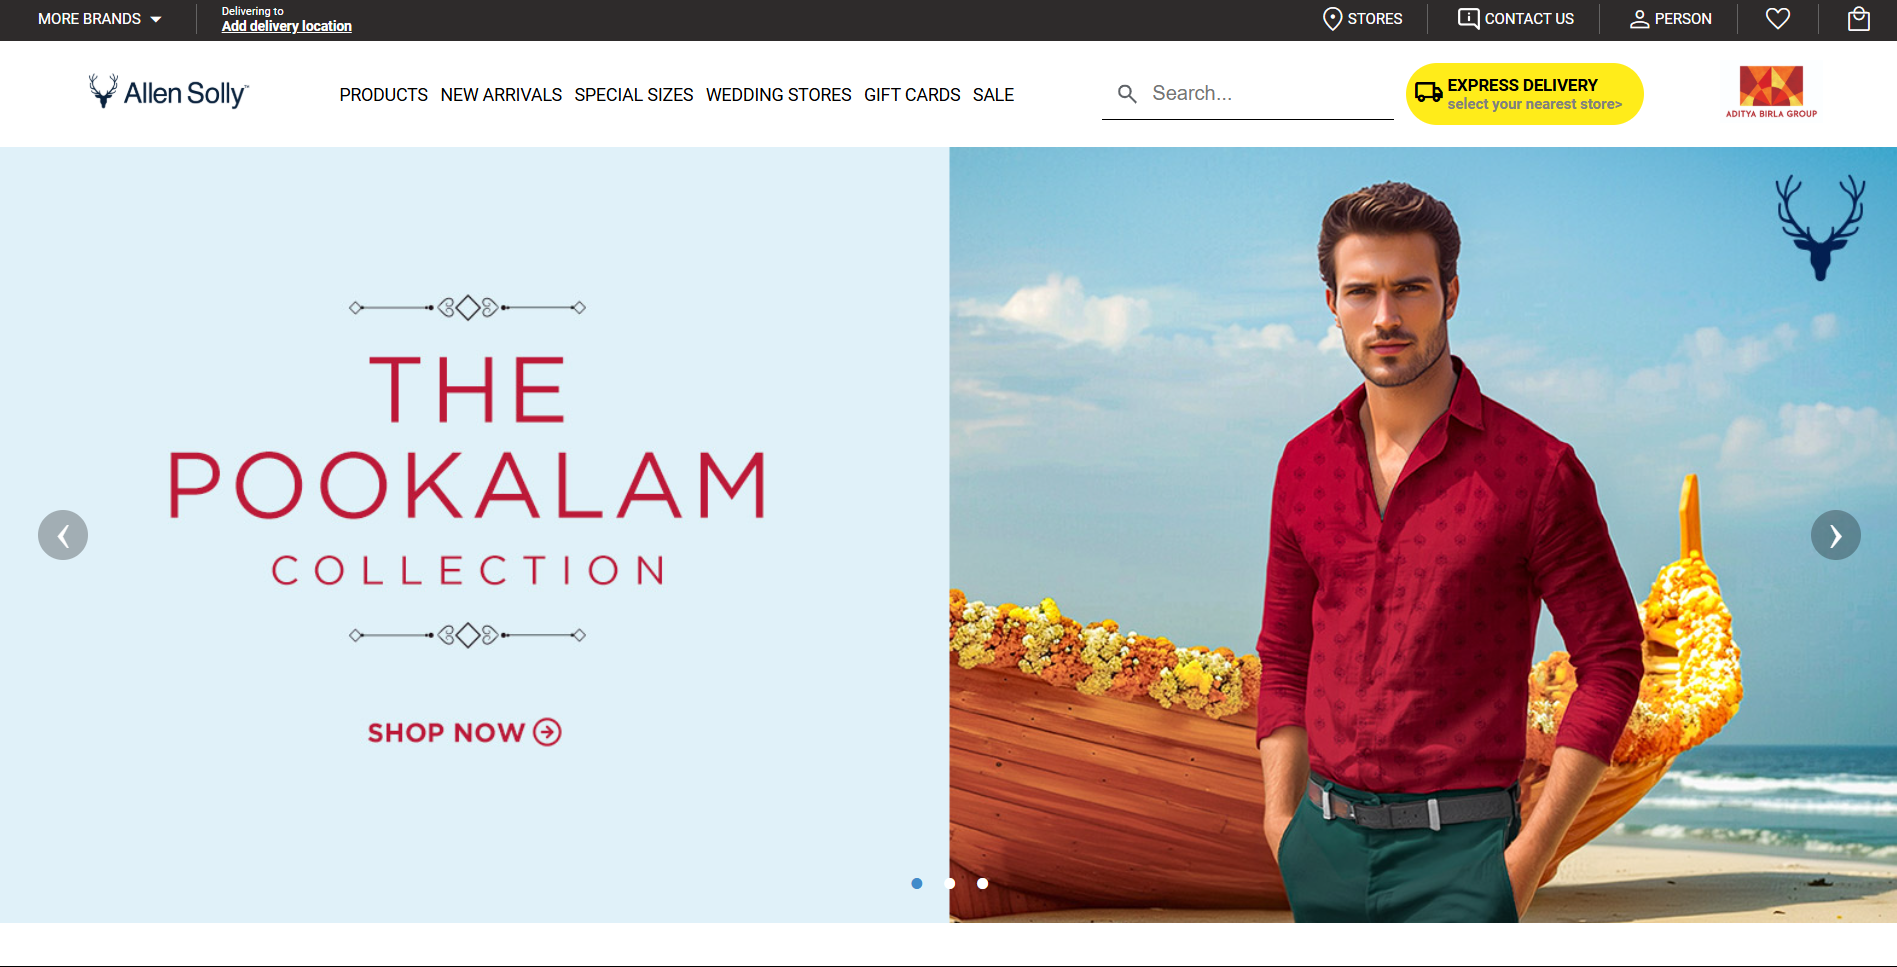 MORE BRANDS
Delivering to
Add delivery location
STORES
CONTACT US
PERSON
Allen Solly™
PRODUCTS NEW ARRIVALS SPECIAL SIZES WEDDING STORES GIFT CARDS SALE
Search...
EXPRESS DELIVERY
select your nearest store>
ADITYA BIRLA GROUP
THE
POOKALAM
COLLECTION
SHOP NOW